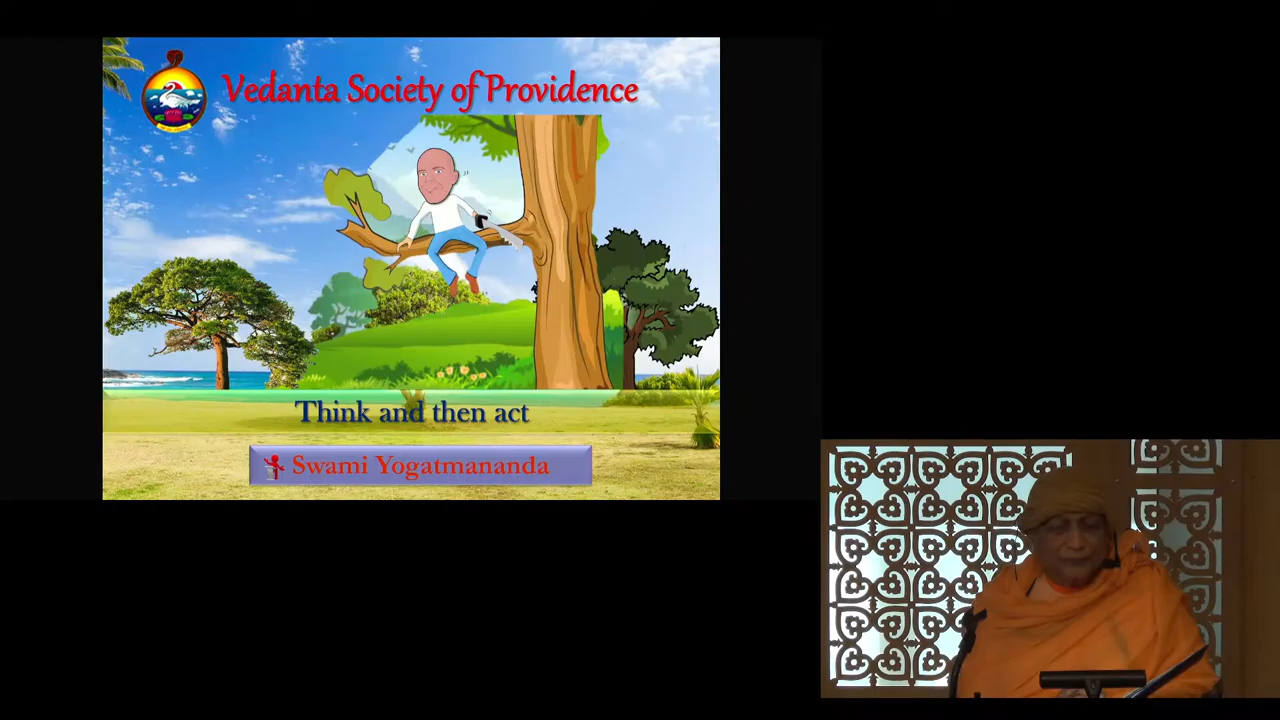 Vedanta Society of Providence
Think and then act
Swami Yogatmananda